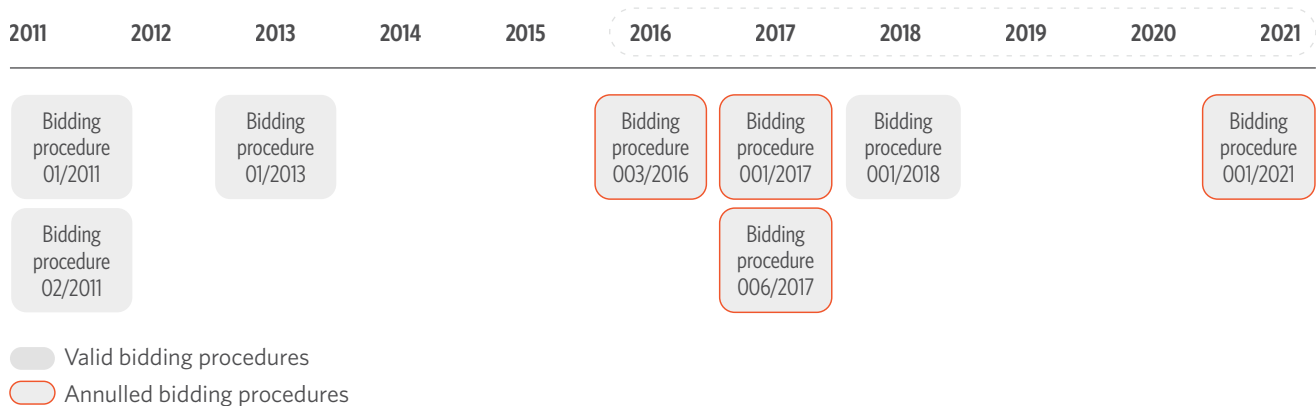 2011 2012 2013 2014 2015 2016 2017 2018 2019 2020 2021
Bidding
procedure
01/2011
Bidding
procedure
01/2013
Bidding
procedure
003/2016
Bidding
procedure
001/2017
Bidding
procedure
001/2018
Bidding
procedure
001/2021
Bidding
procedure
02/2011
Bidding
procedure
006/2017
Valid bidding procedures
Annulled bidding procedures